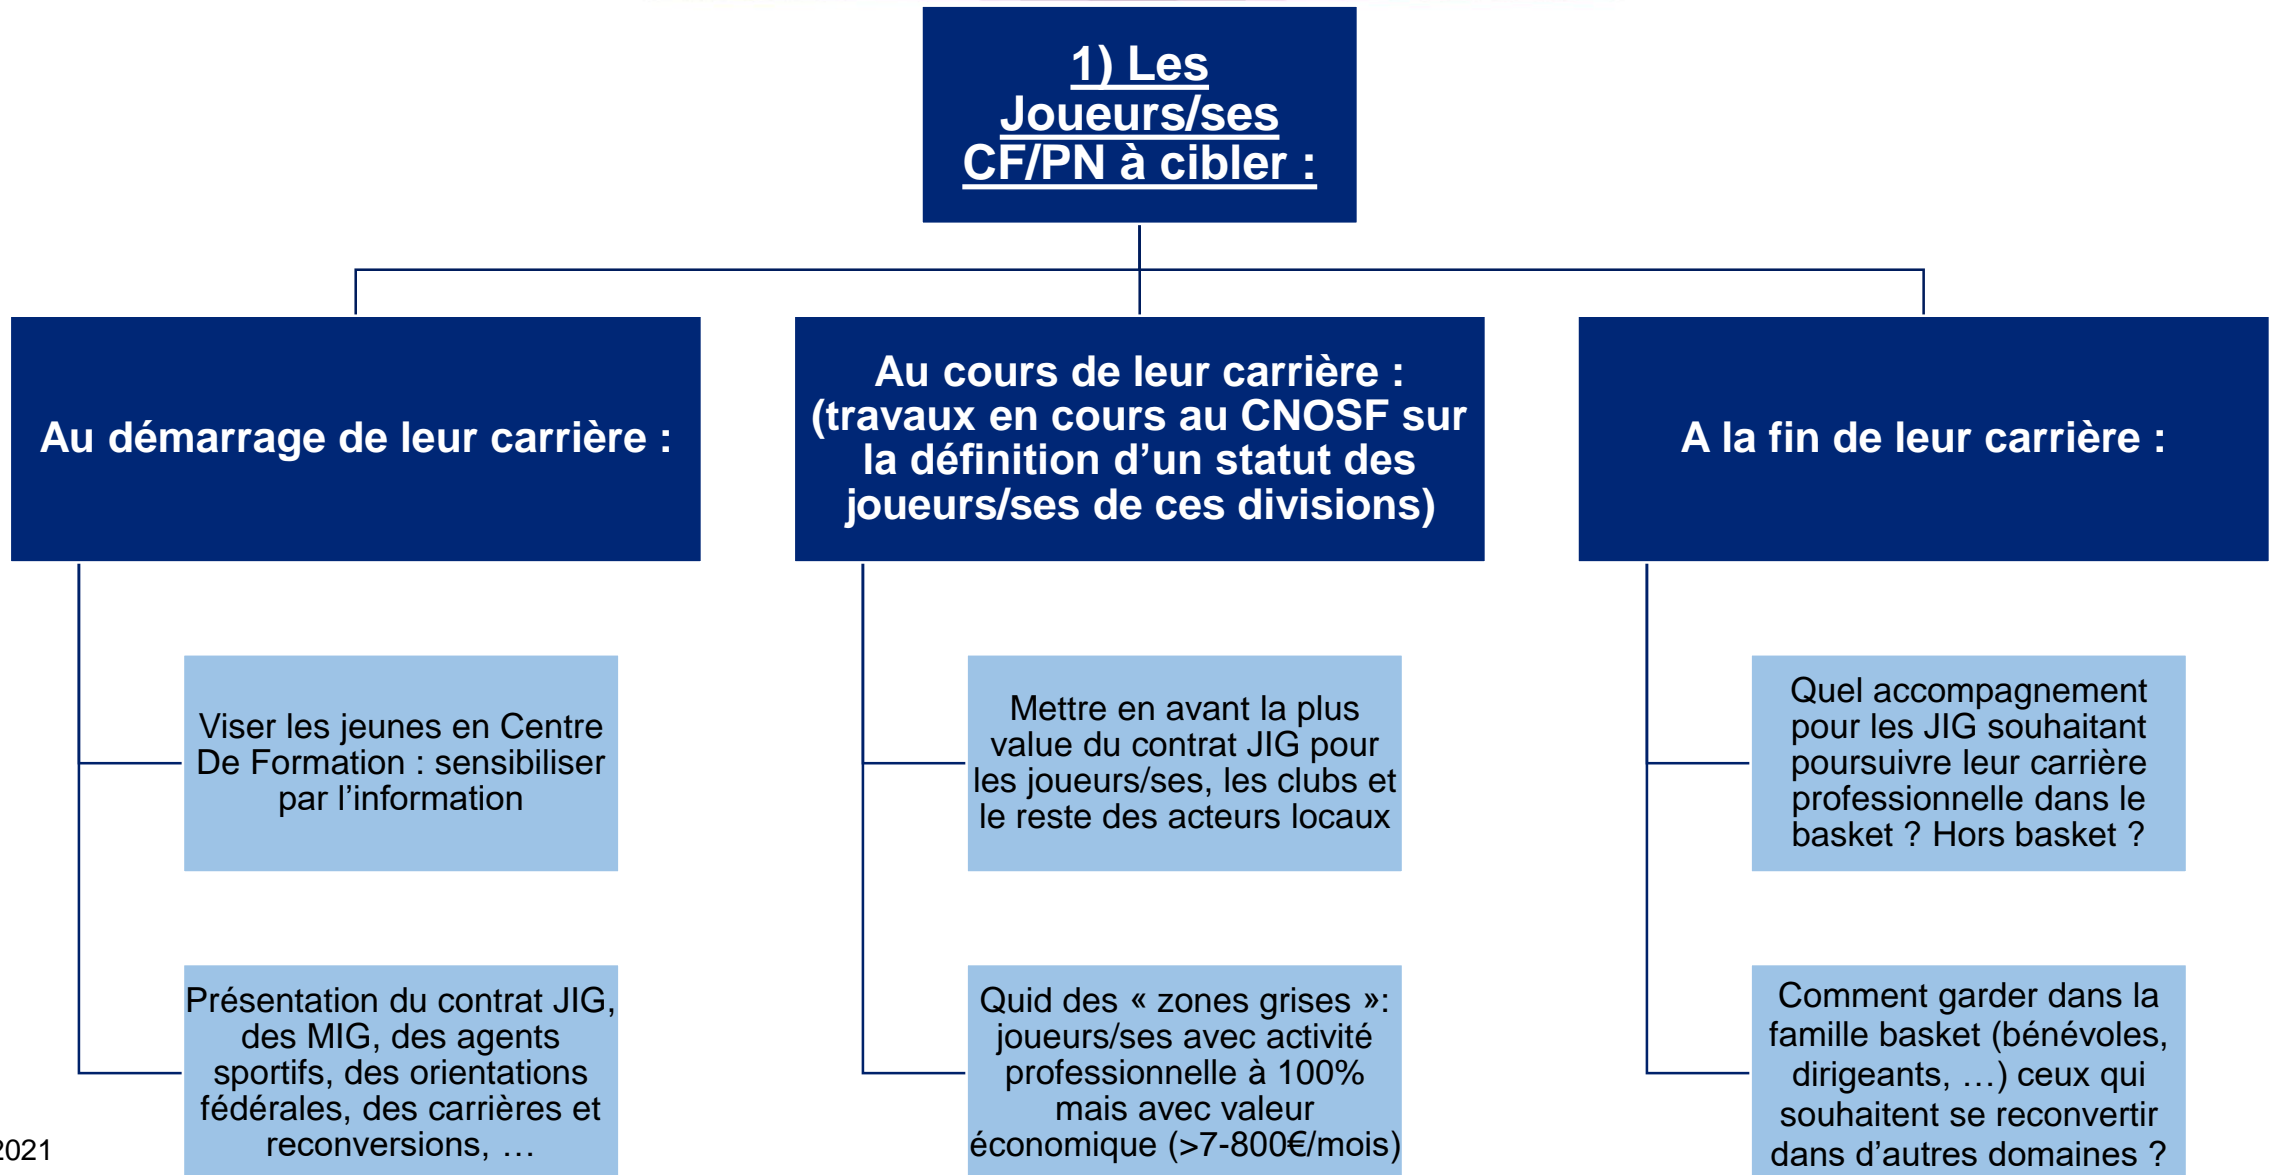 1) Les
Joueurs/ses
CF/PN à cibler :
Au démarrage de leur carrière :
Au cours de leur carrière :
(travaux en cours au CNOSF sur
la définition d’un statut des
joueurs/ses de ces divisions)
A la fin de leur carrière :
Viser les jeunes en Centre
De Formation : sensibiliser
par l’information
Mettre en avant la plus
value du contrat JIG pour
les joueurs/ses, les clubs et
le reste des acteurs locaux
Quel accompagnement
pour les JIG souhaitant
poursuivre leur carrière
professionnelle dans le
basket ? Hors basket ?
Présentation du contrat JIG,
des MIG, des agents
sportifs, des orientations
fédérales, des carrières et
reconversions, …
Quid des « zones grises »:
joueurs/ses avec activité
professionnelle à 100%
mais avec valeur
économique (>7-800€/mois)
Comment garder dans la
famille basket (bénévoles,
dirigeants, …) ceux qui
souhaitent se reconvertir
dans d’autres domaines ?
2021